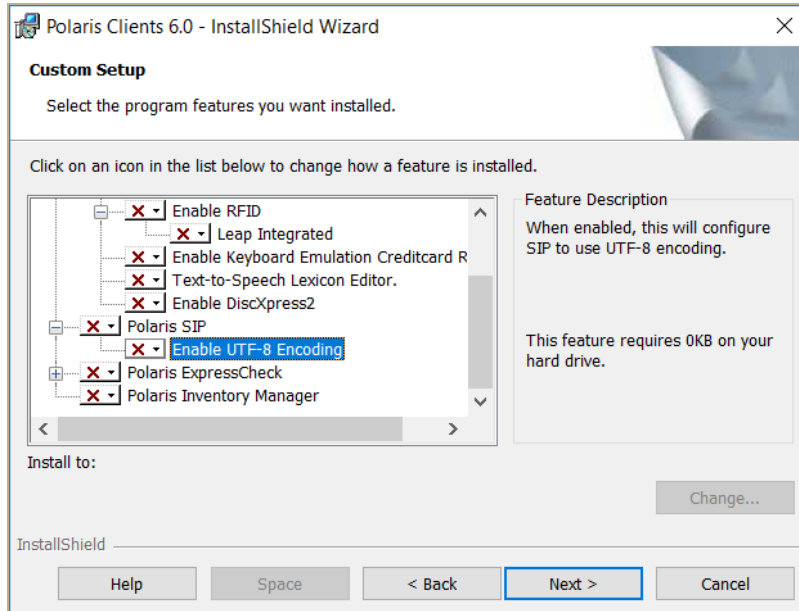 Polaris Clients 6.0 - InstallShield Wizard
Custom Setup
Select the program features you want installed.
Click on an icon in the list below to change how a feature is installed.
Enable RFID
Leap Integrated
Enable Keyboard Emulation Creditcard R
Text-to-Speech Lexicon Editor.
Enable DiscXpress2
Polaris SIP
Enable UTF-8 Encoding
Polaris ExpressCheck
Polaris Inventory Manager
Feature Description
When enabled, this will configure
SIP to use UTF-8 encoding.
This feature requires 0KB on your
hard drive.
Install to:
Change...
InstallShield
Help
Space
< Back
Next >
Cancel